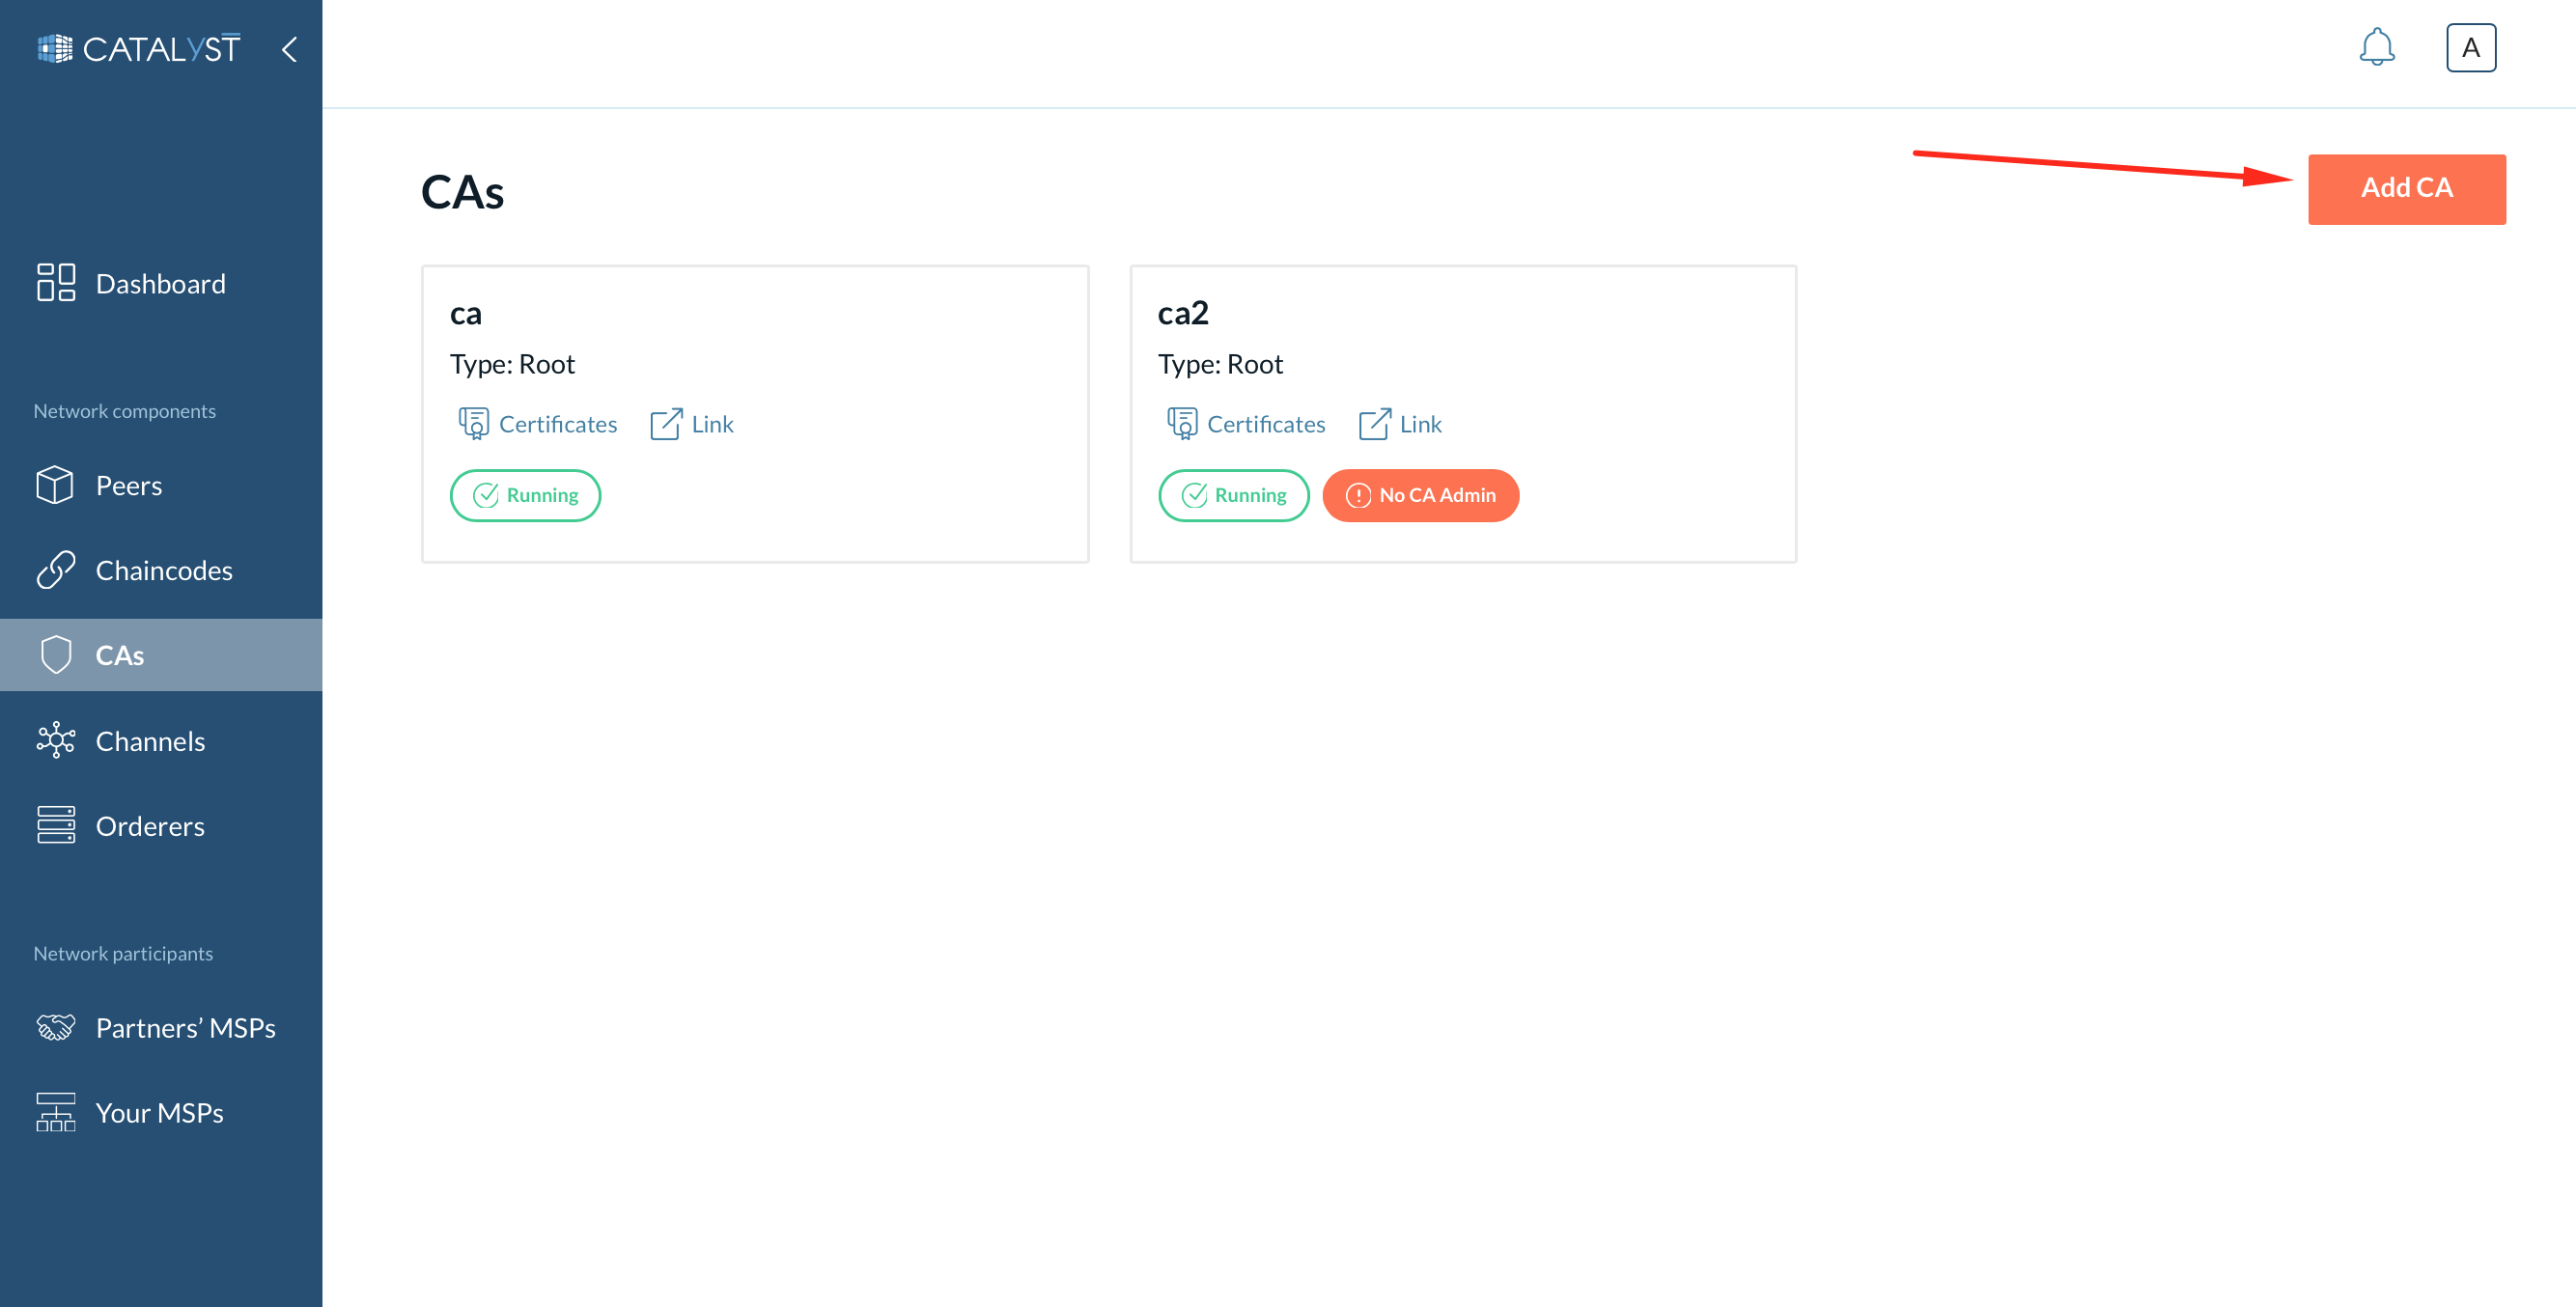 CATALYST
A
CAs
Add CA
Dashboard
Network components
Peers
Chaincodes
CAs
Channels
Orderers
Network participants
Partners’ MSPs
Your MSPs
ca
Type: Root
Certificates Link
Running
ca2
Type: Root
Certificates Link
Running No CA Admin